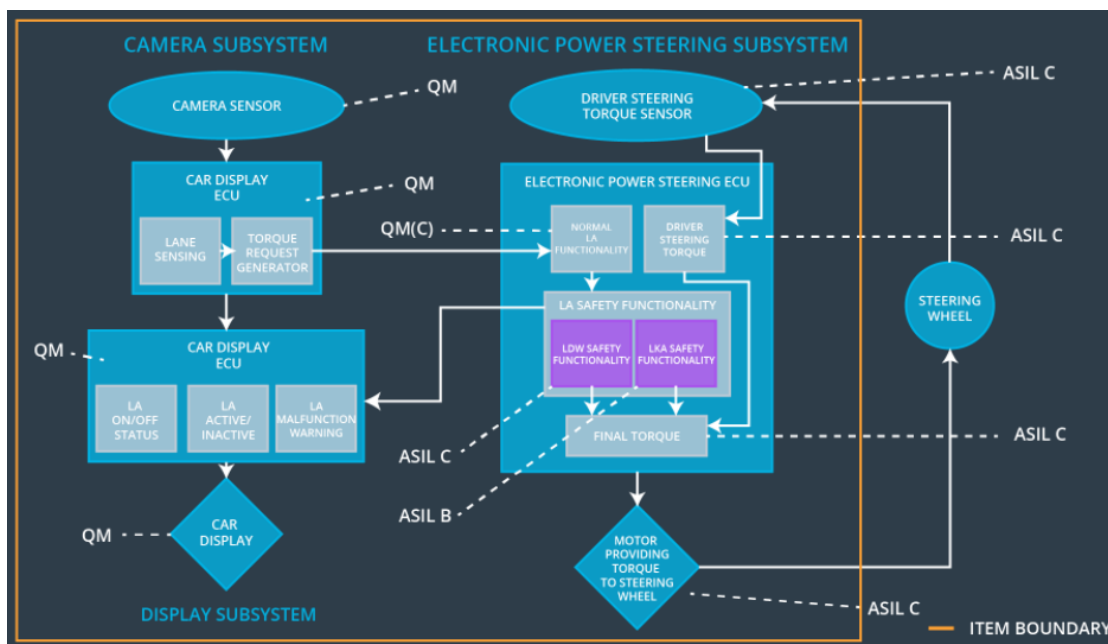 CAMERA SUBSYSTEM
ELECTRONIC POWER STEERING SUBSYSTEM
CAMERA SENSOR
QM
DRIVER STEERING
TORQUE SENSOR
ASIL C
CAR DISPLAY
ECU
QM
LANE
SENSING
TORQUE
REQUEST
GENERATOR
QM(C)
ELECTRONIC POWER STEERING ECU
NORMAL
LA
FUNCTIONALITY
DRIVER
STEERING
TORQUE
ASIL C
LA SAFETY FUNCTIONALITY
LDW SAFETY
FUNCTIONALITY
LKA SAFETY
FUNCTIONALITY
STEERING
WHEEL
QM
CAR DISPLAY
ECU
LA
ON/OFF
STATUS
LA
ACTIVE/
INACTIVE
LA
MALFUNCTION
WARNING
ASIL C
FINAL TORQUE
ASIL C
ASIL B
QM
CAR
DISPLAY
MOTOR
PROVIDING
TORQUE
TO STEERING
WHEEL
ASIL C
DISPLAY SUBSYSTEM
ITEM BOUNDARY